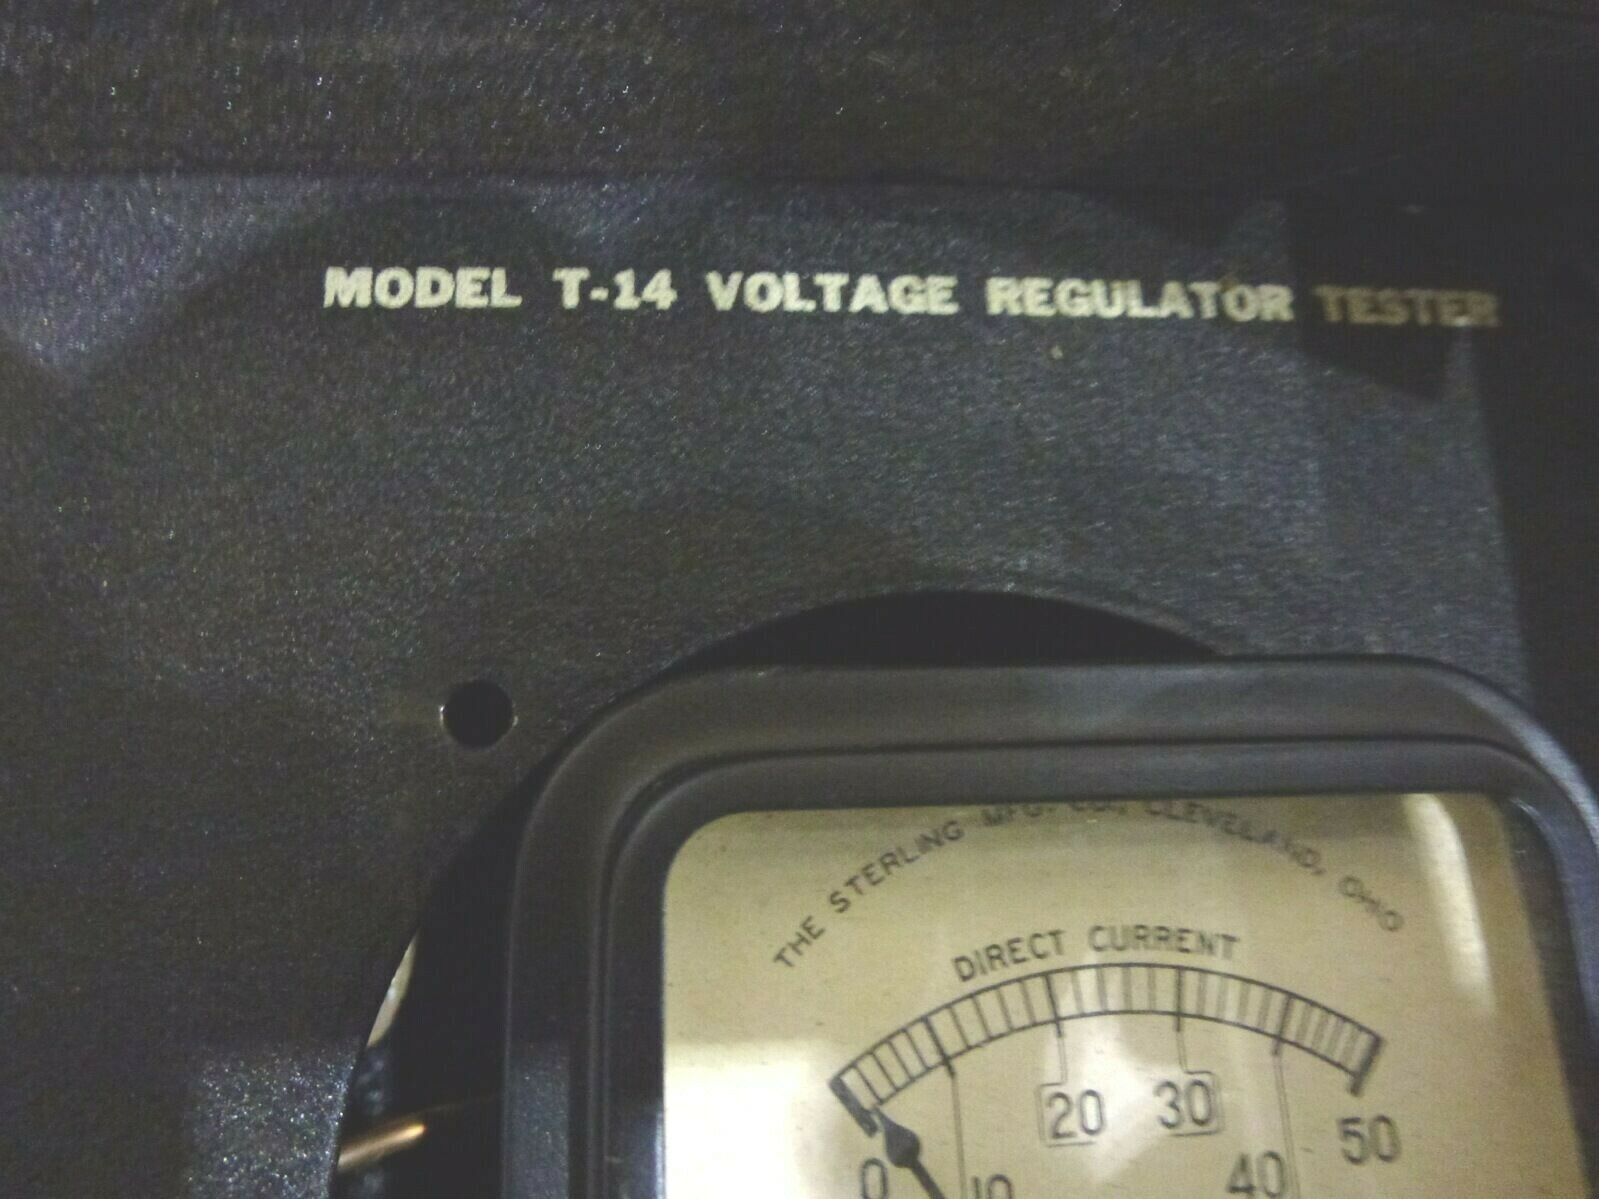 MODEL T-14 VOLTAGE REGULATOR TESTER
THE STERLING MFG. CO., CLEVELAND, OHIO
DIRECT CURRENT
0 10 20 30 40 50